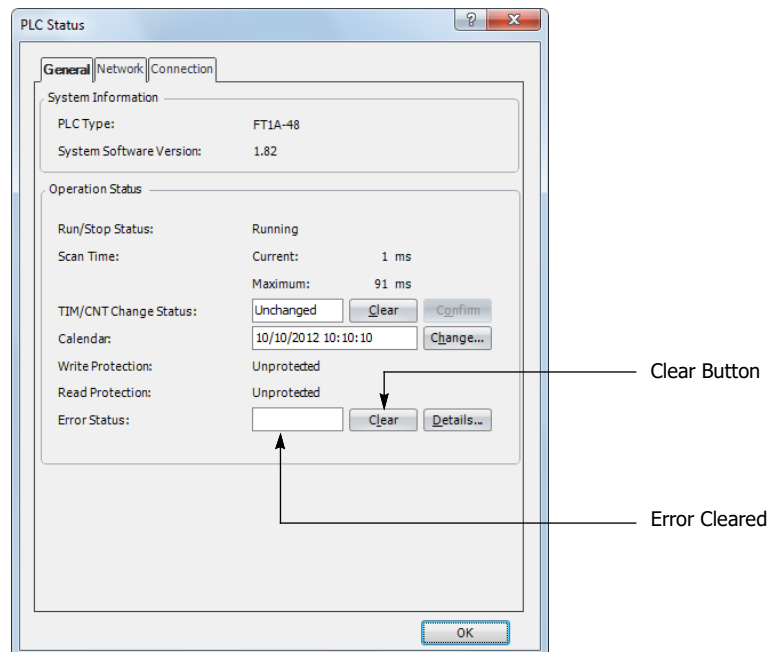 PLC Status
General Network Connection
System Information
PLC Type: FT1A-48
System Software Version: 1.82
Operation Status
Run/Stop Status: Running
Scan Time: Current: 1 ms
Maximum: 91 ms
TIM/CNT Change Status: Unchanged Clear Confirm
Calendar: 10/10/2012 10:10:10 Change...
Write Protection: Unprotected
Clear Button
Read Protection: Unprotected
Error Status: Clear Details...
Error Cleared
OK